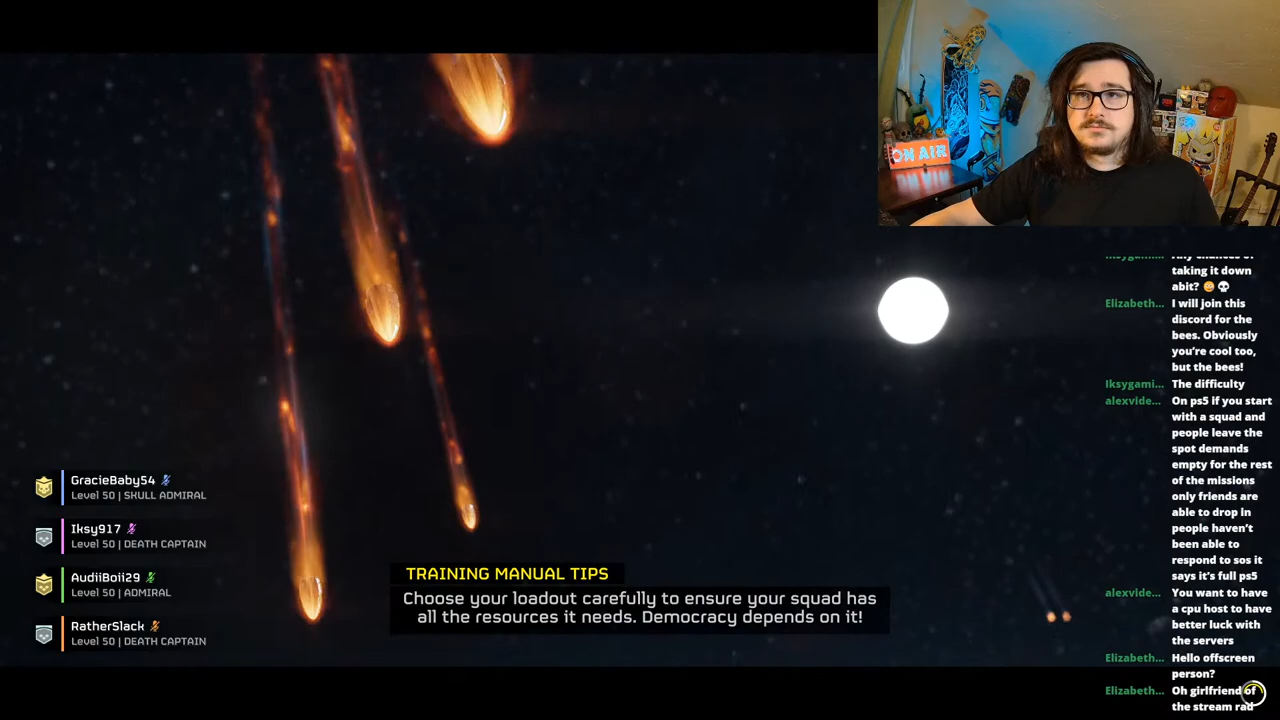 ON AIR
GracieBaby54
Level 50 | SKULL ADMIRAL
Iksy917
Level 50 | DEATH CAPTAIN
AudiiBoii29
Level 50 | ADMIRAL
RatherSlack
Level 50 | DEATH CAPTAIN
TRAINING MANUAL TIPS
Choose your loadout carefully to ensure your squad has
all the resources it needs. Democracy depends on it!
Iksygami... Any chances of
taking it down
abit? 😳 💀
Elizabeth... I will join this
discord for the
bees. Obviously
you're cool too,
but the bees!
Iksygami... The difficulty
alexvide... On ps5 if you start
with a squad and
people leave the
spot demands
empty for the rest
of the missions
only friends are
able to drop in
people haven't
been able to
respond to sos it
says it's full ps5
alexvide... You want to have
a cpu host to have
better luck with
the servers
Elizabeth... Hello offscreen
person?
Elizabeth... Oh girlfriend of
the stream rad